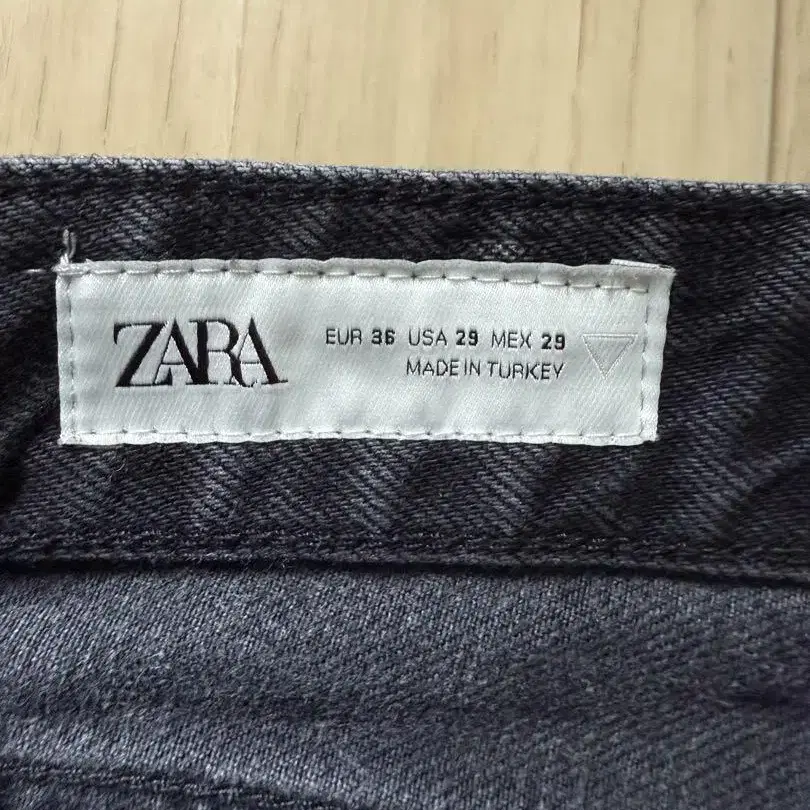 ZARA
EUR 36 USA 29 MEX 29
MADE IN TURKEY